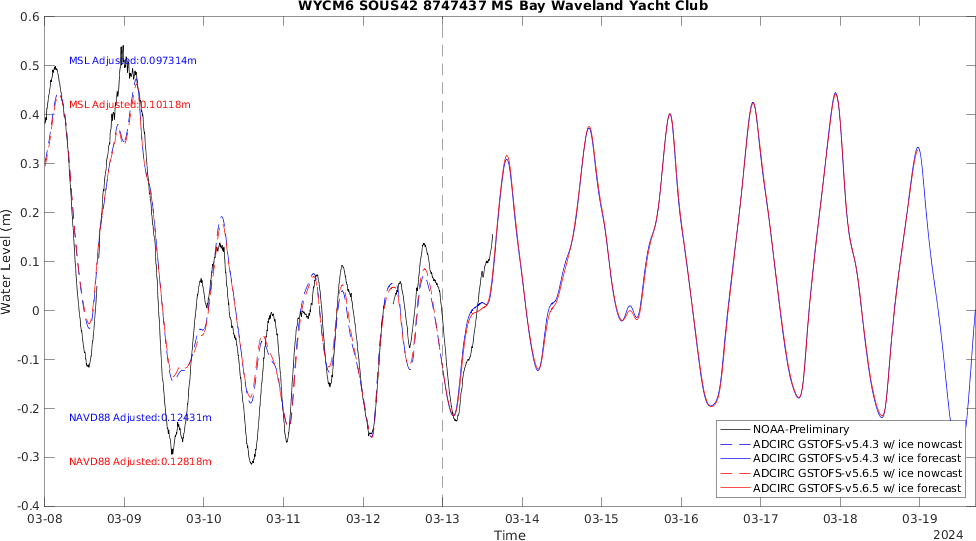 WYCM6 SOUS42 8747437 MS Bay Waveland Yacht Club
0.6
0.5
0.4
0.3
0.2
0.1
0
-0.1
-0.2
-0.3
-0.4
Water Level (m)
MSL Adjusted:0.097314m
MSL Adjusted:0.10118m
NAVD88 Adjusted:0.12431m
NAVD88 Adjusted:0.12818m
NOAA-Preliminary
ADCIRC GSTOFS-v5.4.3 w/ ice nowcast
ADCIRC GSTOFS-v5.4.3 w/ ice forecast
ADCIRC GSTOFS-v5.6.5 w/ ice nowcast
ADCIRC GSTOFS-v5.6.5 w/ ice forecast
03-08 03-09 03-10 03-11 03-12 03-13 03-14 03-15 03-16 03-17 03-18 03-19
Time
2024